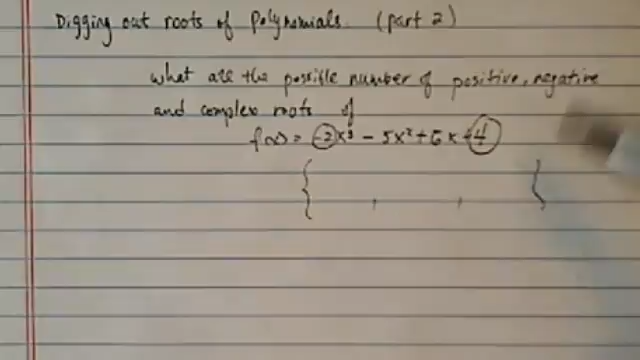 Digging out roots of Polynomials. (part 2)
what are the possible number of positive, negative
and complex roots of
f(x) = -2x³ - 5x² + 6x + 4
{ , , }